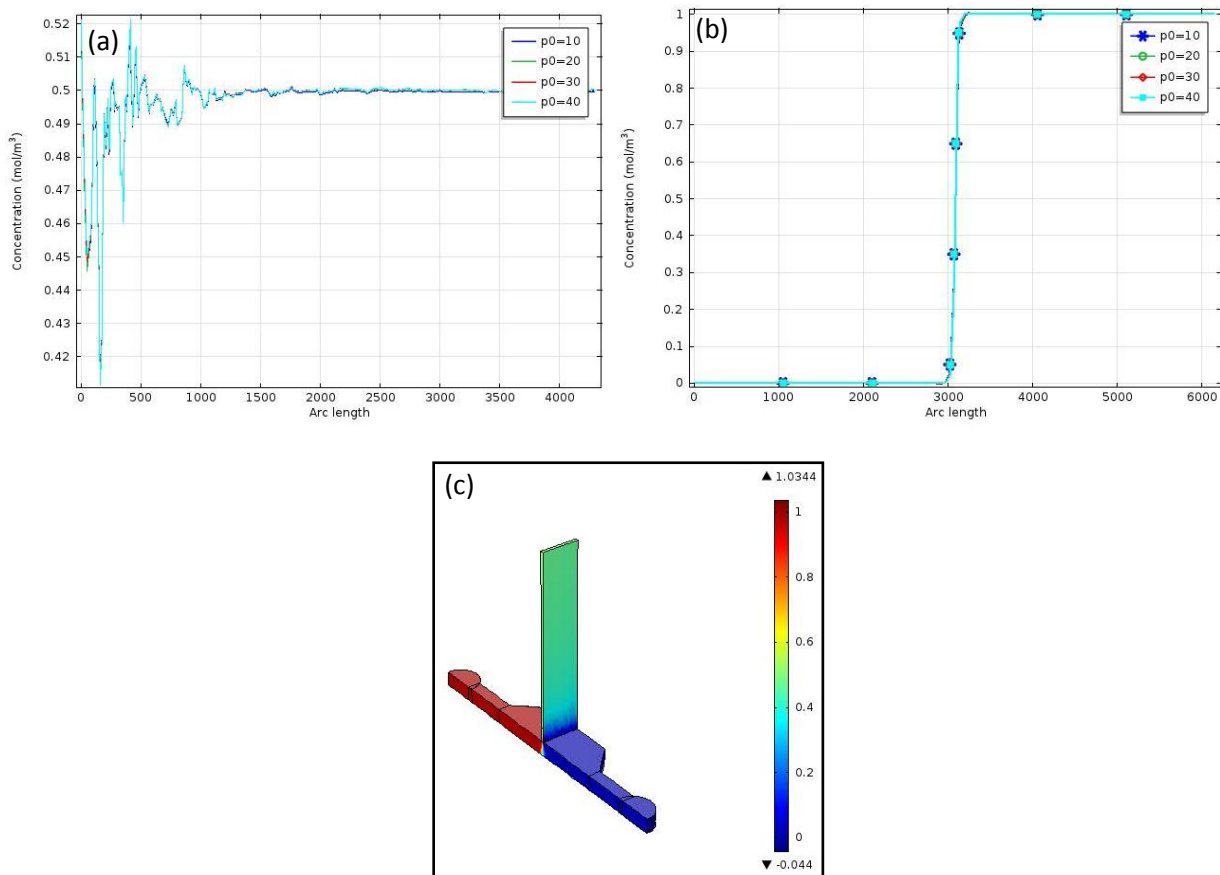 (a)
Concentration (mol/m³)
0.52
0.51
0.5
0.49
0.48
0.47
0.46
0.45
0.44
0.43
0.42
p0=10
p0=20
p0=30
p0=40
0 500 1000 1500 2000 2500 3000 3500 4000
Arc length
(b)
Concentration (mol/m³)
1
0.9
0.8
0.7
0.6
0.5
0.4
0.3
0.2
0.1
0
p0=10
p0=20
p0=30
p0=40
0 1000 2000 3000 4000 5000 6000
Arc length
(c)
▲ 1.0344
1
0.8
0.6
0.4
0.2
0
▼ -0.044